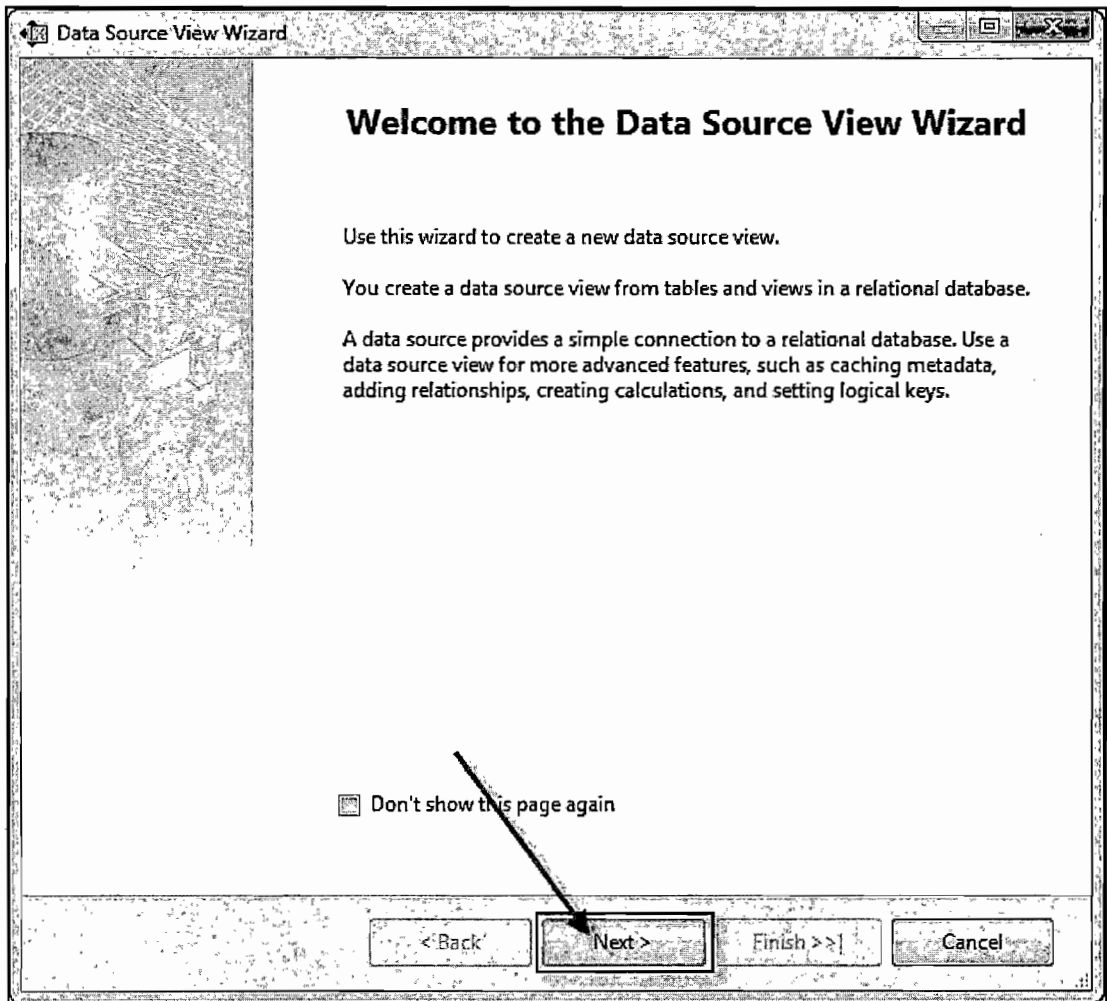 Data Source View Wizard
Welcome to the Data Source View Wizard
Use this wizard to create a new data source view.
You create a data source view from tables and views in a relational database.
A data source provides a simple connection to a relational database. Use a
data source view for more advanced features, such as caching metadata,
adding relationships, creating calculations, and setting logical keys.
Don't show this page again
< Back
Next >
Finish >>|
Cancel